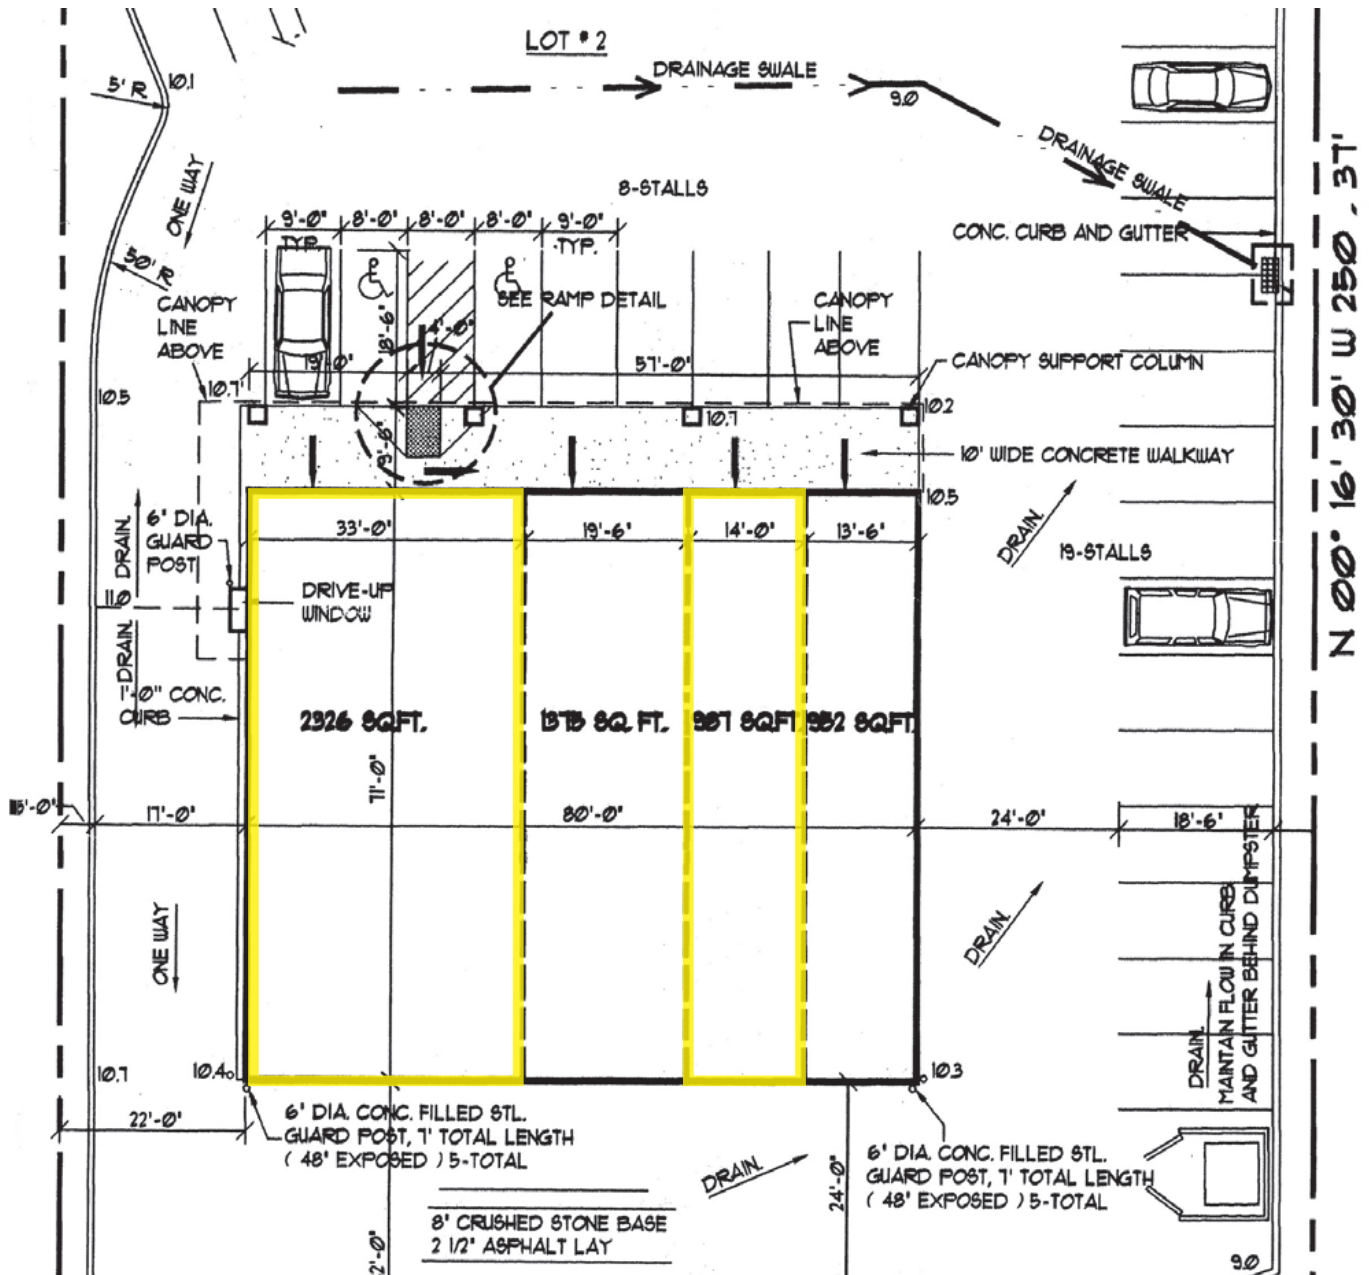 LOT # 2
DRAINAGE SWALE
5' R
10.1
9.0
DRAINAGE SWALE
ONE WAY
8-STALLS
9'-0"
8'-0"
8'-0"
8'-0"
9'-0"
TYP.
TYP.
CONC. CURB AND GUTTER
N 00° 16' 30" W 250.37'
50' R
CANOPY
LINE
ABOVE
SEE RAMP DETAIL
CANOPY
LINE
ABOVE
18'-6"
4'-0"
19'-0"
57'-0"
CANOPY SUPPORT COLUMN
10.5
10.7
10.7
10.2
9'-6"
10' WIDE CONCRETE WALKWAY
10.5
6" DIA.
GUARD
POST
DRAIN.
33'-0"
19'-6"
14'-0"
13'-6"
DRAIN.
19-STALLS
DRIVE-UP
WINDOW
11.0
DRAIN.
1'-0" CONC.
CURB
2326 SQ.FT.
SQ. FT.
987 SQ.FT.
952 SQ.FT.
71'-0"
17'-0"
80'-0"
24'-0"
18'-6"
ONE WAY
DRAIN.
MAINTAIN FLOW IN CURB
AND GUTTER BEHIND DUMPSTER
DRAIN.
10.7
10.4
10.3
22'-0"
6" DIA. CONC. FILLED STL.
GUARD POST, 7' TOTAL LENGTH
( 48" EXPOSED ) 5-TOTAL
6" DIA. CONC. FILLED STL.
GUARD POST, 7' TOTAL LENGTH
( 48" EXPOSED ) 5-TOTAL
DRAIN.
24'-0"
8" CRUSHED STONE BASE
2 1/2" ASPHALT LAY
2'-0"
9.0